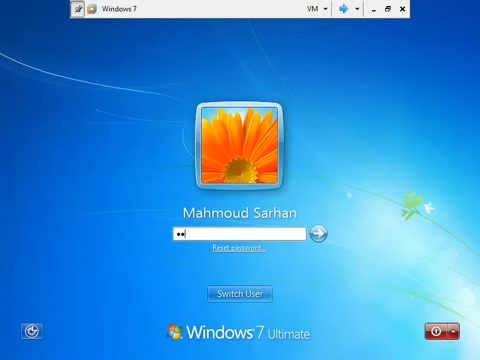 Windows 7 VM
Mahmoud Sarhan
Reset password...
Switch User
Windows 7 Ultimate